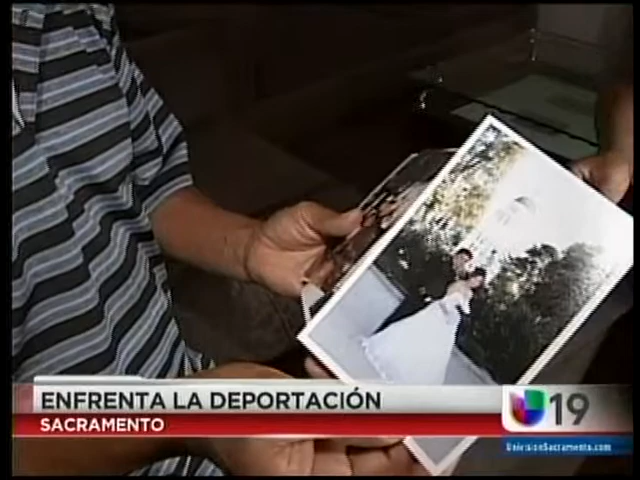 ENFRENTA LA DEPORTACIÓN
SACRAMENTO
19
UnivisionSacramento.com